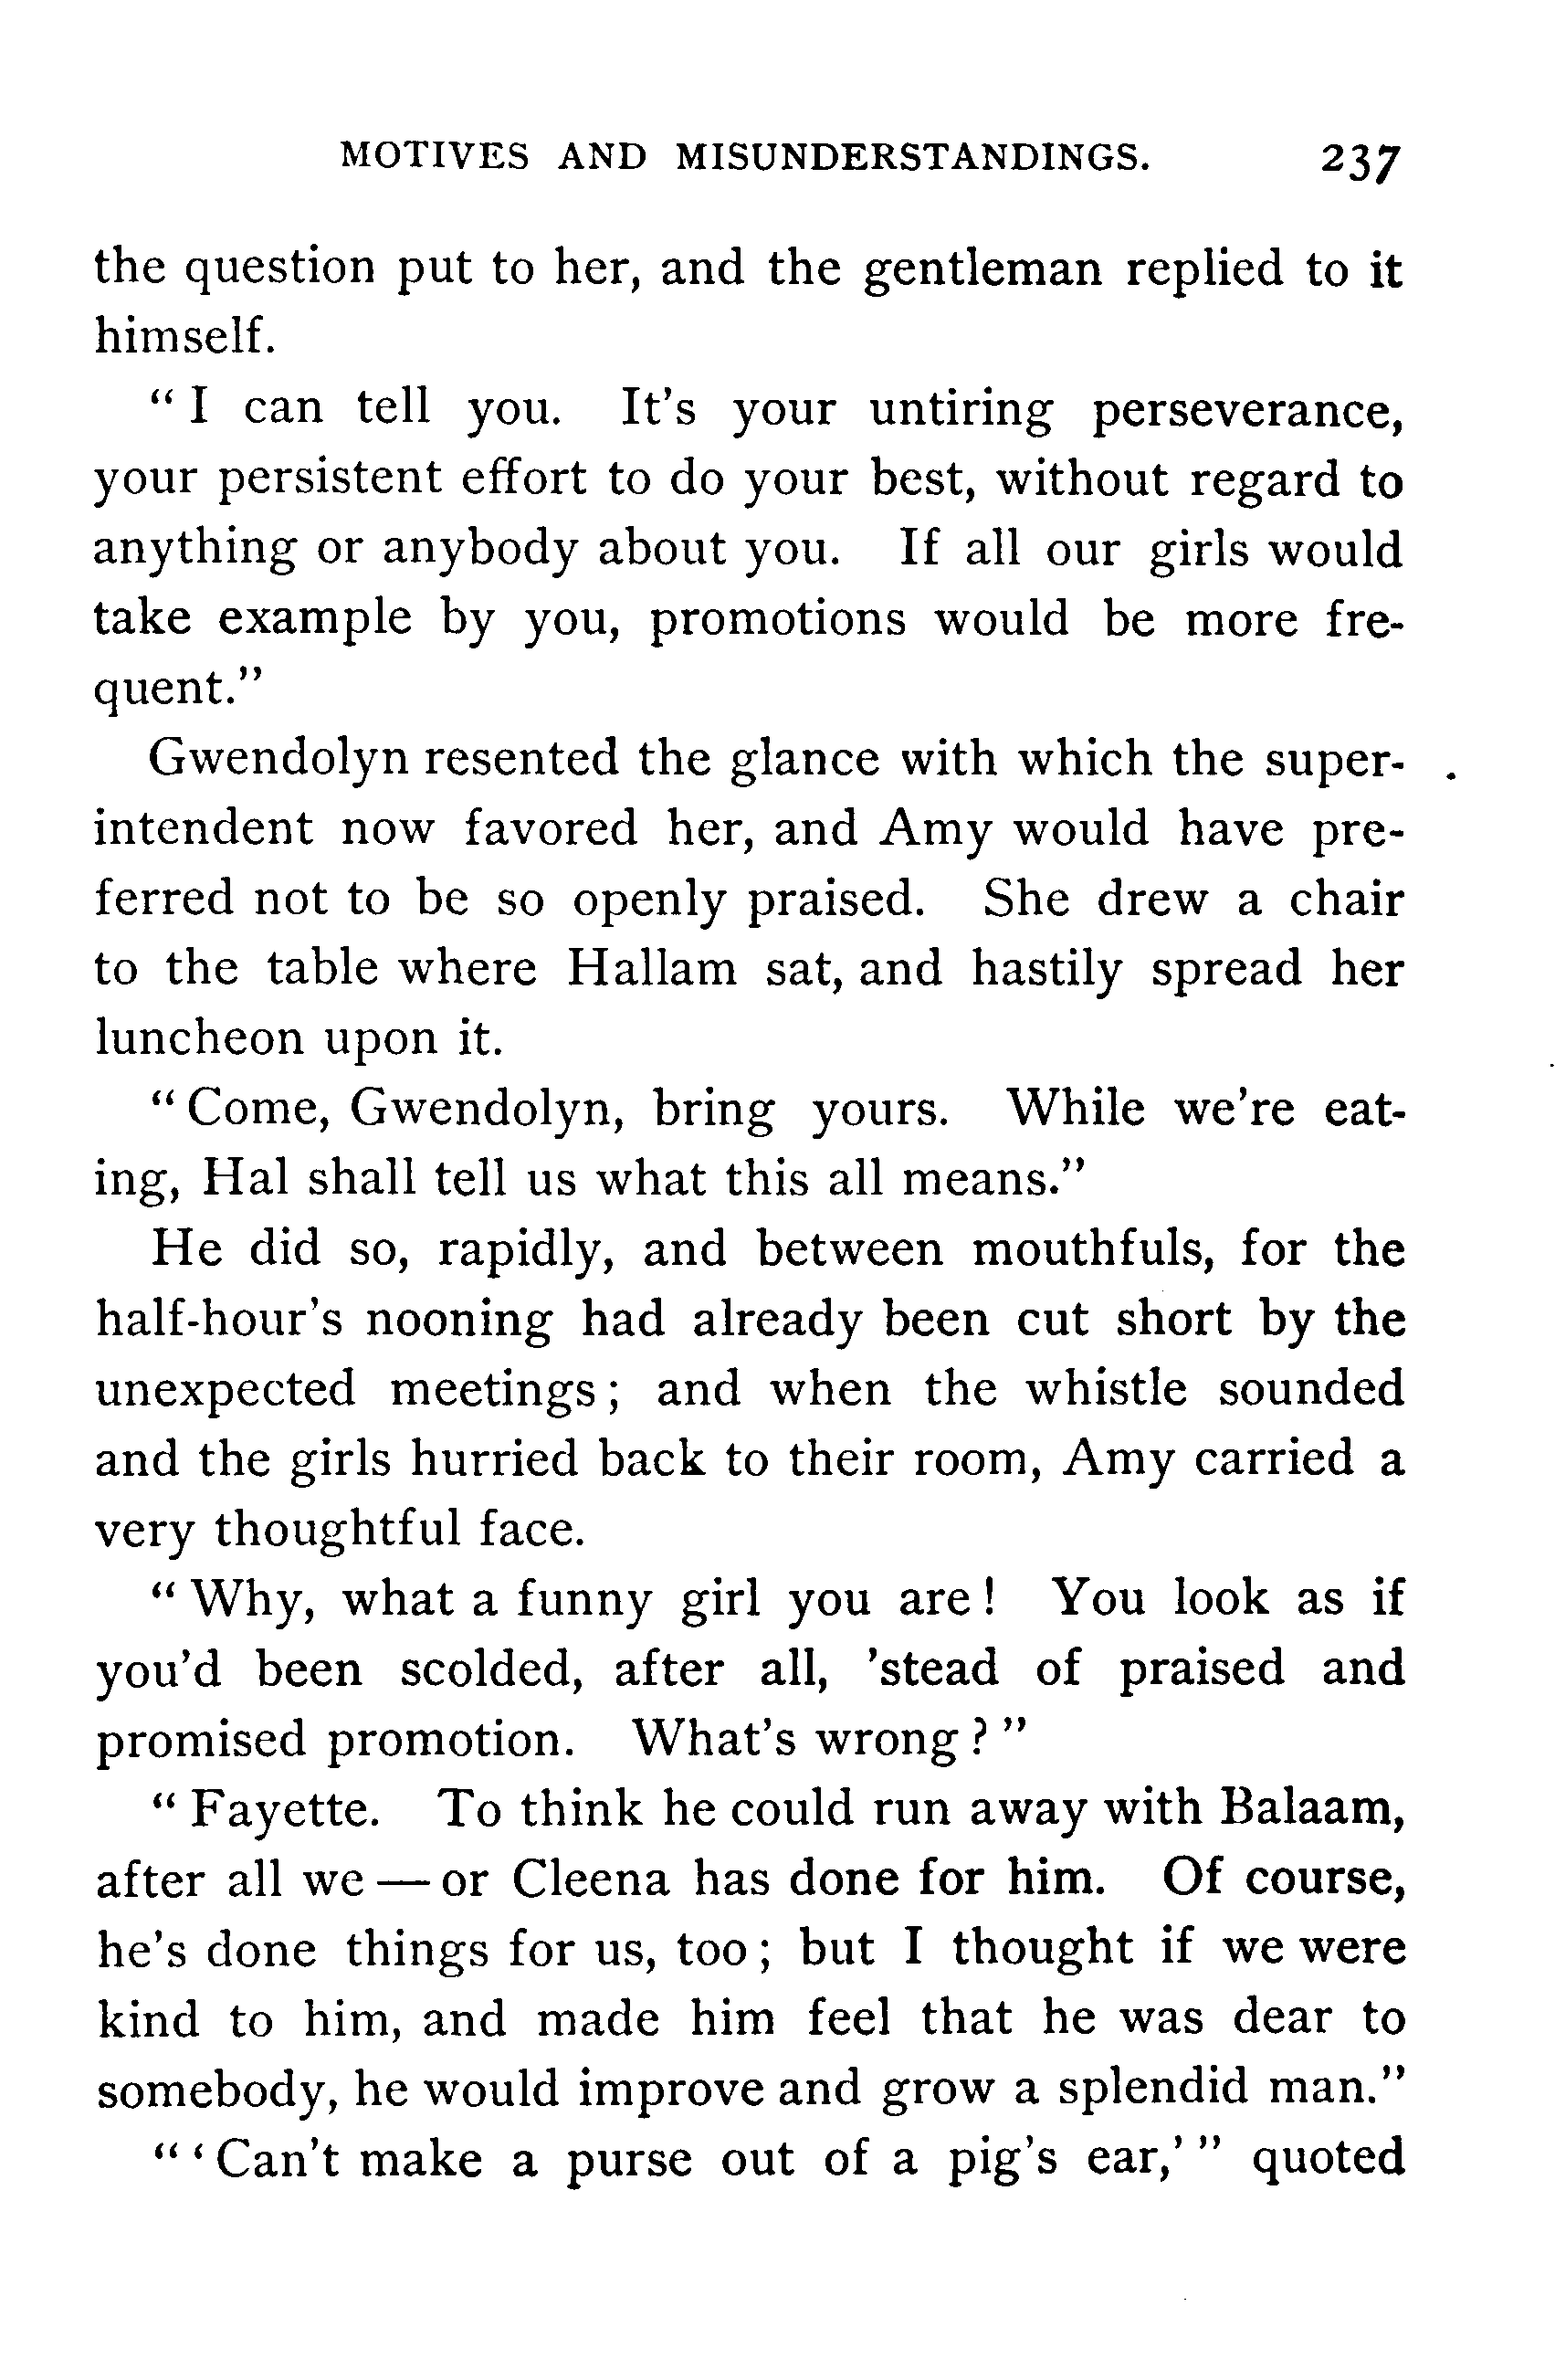 MOTIVES AND MISUNDERSTANDINGS. 237
the question put to her, and the gentleman replied to it
himself.
“ I can tell you. It’s your untiring perseverance,
your persistent effort to do your best, without regard to
anything or anybody about you. If all our girls would
take example by you, promotions would be more fre-
quent.”
Gwendolyn resented the glance with which the super-
intendent now favored her, and Amy would have pre-
ferred not to be so openly praised. She drew a chair
to the table where Hallam sat, and hastily spread her
luncheon upon it.
“ Come, Gwendolyn, bring yours. While we’re eat-
ing, Hal shall tell us what this all means.”
He did so, rapidly, and between mouthfuls, for the
half-hour’s nooning had already been cut short by the
unexpected meetings ; and when the whistle sounded
and the girls hurried back to their room, Amy carried a
very thoughtful face.
“ Why, what a funny girl you are ! You look as if
you’d been scolded, after all, ’stead of praised and
promised promotion. What’s wrong ? ”
“ Fayette. To think he could run away with Balaam,
after all we — or Cleena has done for him. Of course,
he’s done things for us, too ; but I thought if we were
kind to him, and made him feel that he was dear to
somebody, he would improve and grow a splendid man.”
“ ‘ Can’t make a purse out of a pig’s ear,’ ” quoted